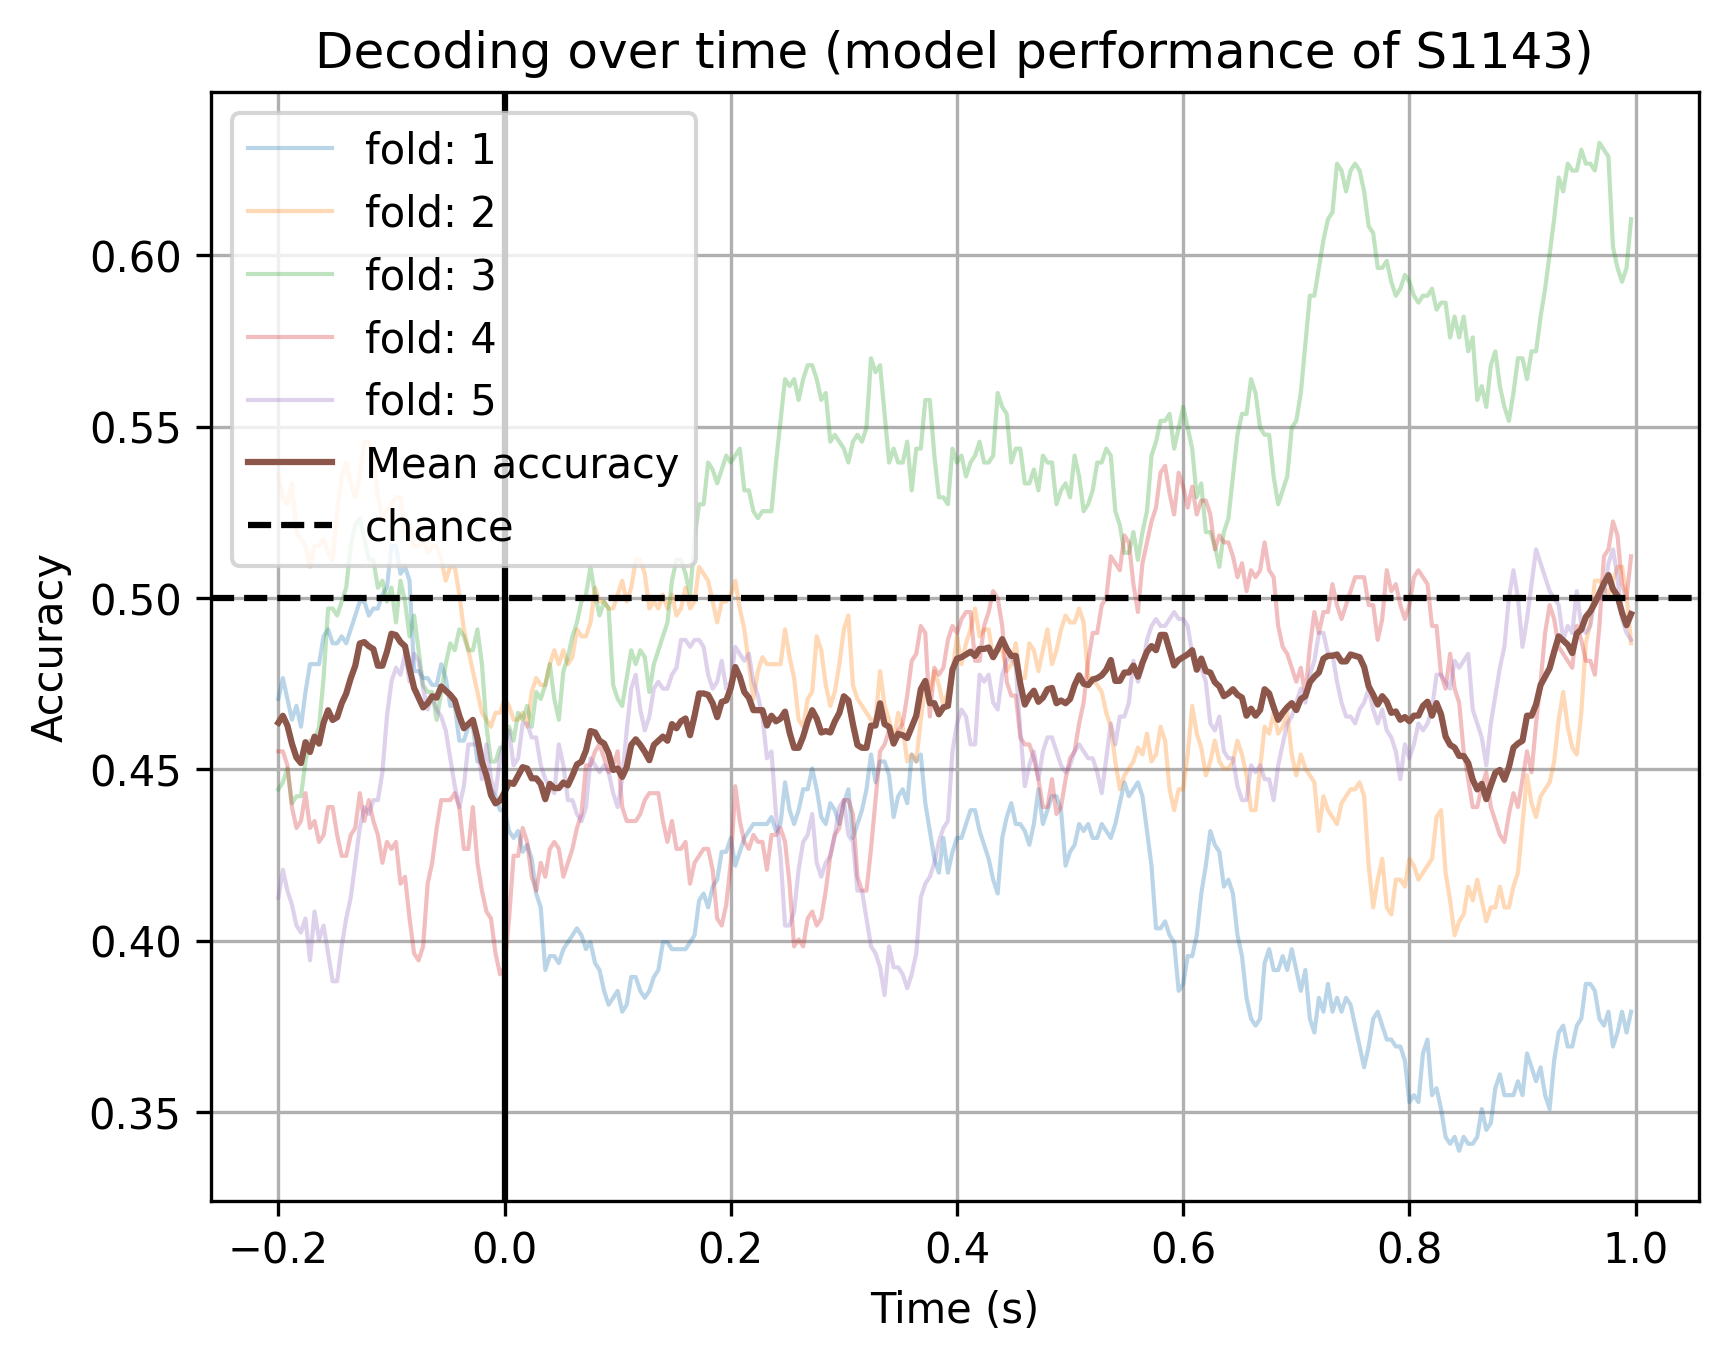 Decoding over time (model performance of S1143)
fold: 1
fold: 2
fold: 3
fold: 4
fold: 5
Mean accuracy
chance
Accuracy
0.60
0.55
0.50
0.45
0.40
0.35
−0.2 0.0 0.2 0.4 0.6 0.8 1.0
Time (s)